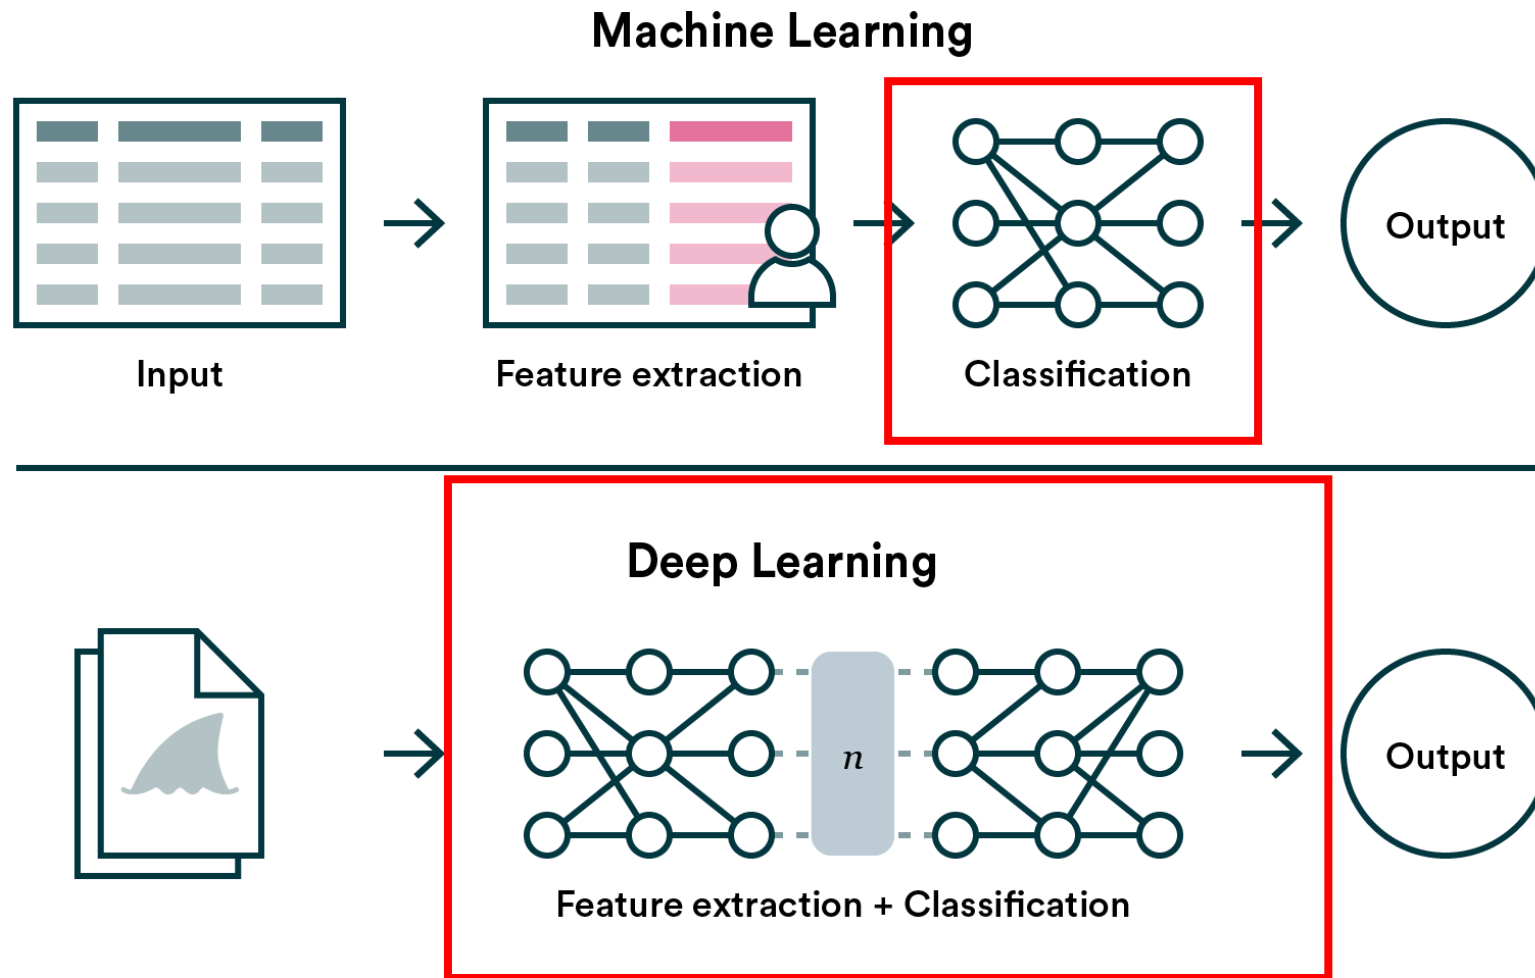 Machine Learning
Output
Input
Feature extraction
Classification
Deep Learning
n
Output
Feature extraction + Classification